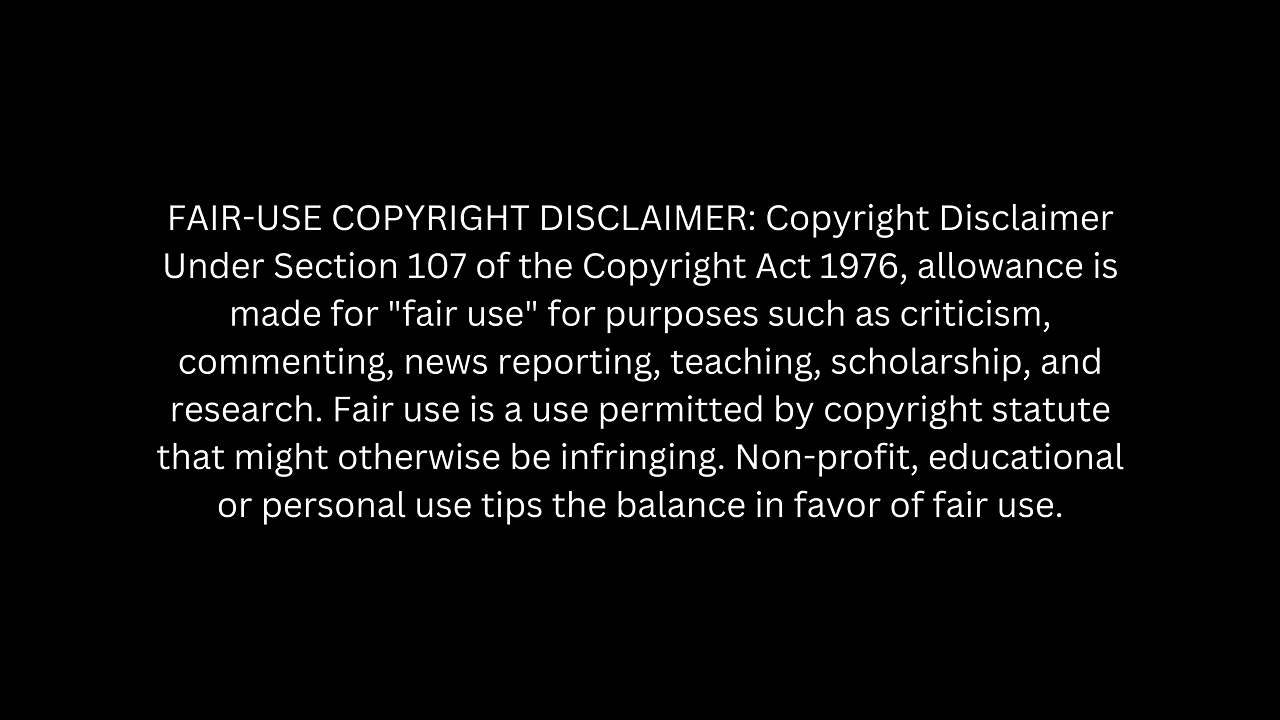 FAIR-USE COPYRIGHT DISCLAIMER: Copyright Disclaimer
Under Section 107 of the Copyright Act 1976, allowance is
made for "fair use" for purposes such as criticism,
commenting, news reporting, teaching, scholarship, and
research. Fair use is a use permitted by copyright statute
that might otherwise be infringing. Non-profit, educational
or personal use tips the balance in favor of fair use.